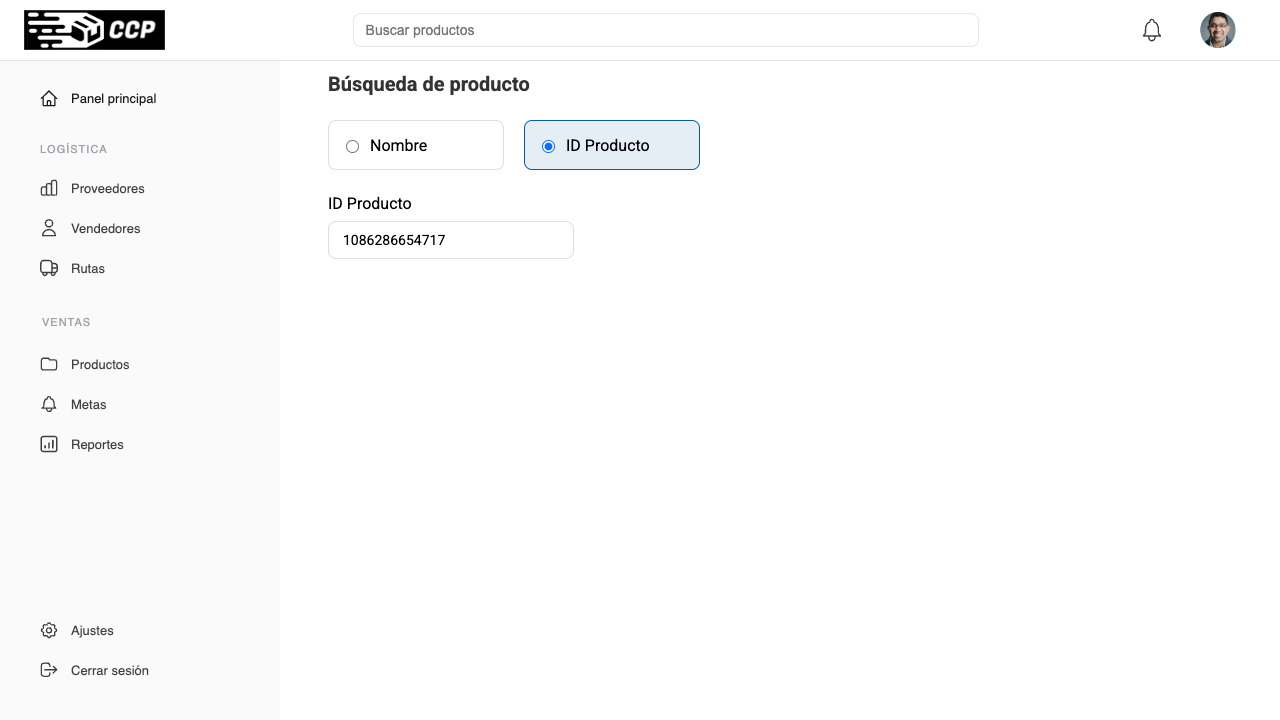 CCP
Buscar productos
Panel principal
LOGÍSTICA
Proveedores
Vendedores
Rutas
VENTAS
Productos
Metas
Reportes
Ajustes
Cerrar sesión
Búsqueda de producto
Nombre
ID Producto
ID Producto
1086286654717